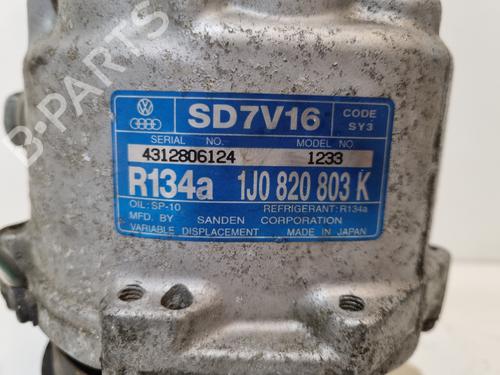 B-PARTS
SD7V16
CODE
SY3
SERIAL NO. MODEL NO.
4312806124 1233
R134a 1J0 820 803 K
OIL: SP-10 REFRIGERANT: R134a
MFD. BY SANDEN CORPORATION
VARIABLE DISPLACEMENT MADE IN JAPAN